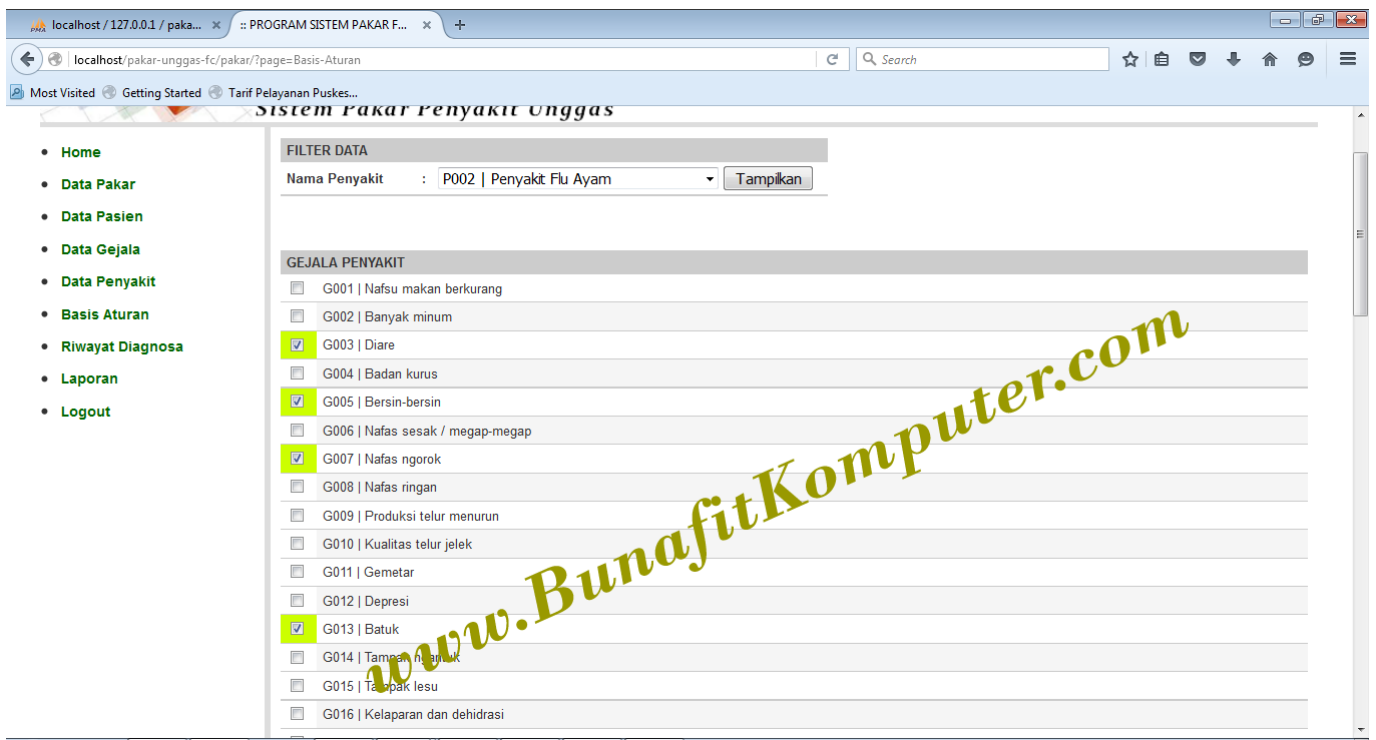 localhost / 127.0.0.1 / paka...
:: PROGRAM SISTEM PAKAR F...
localhost/pakar-unggas-fc/pakar/?page=Basis-Aturan
Search
Most Visited
Getting Started
Tarif Pelayanan Puskes...
Sistem Pakar Penyakit Unggas
Home
Data Pakar
Data Pasien
Data Gejala
Data Penyakit
Basis Aturan
Riwayat Diagnosa
Laporan
Logout
FILTER DATA
Nama Penyakit : P002 | Penyakit Flu Ayam Tampilkan
GEJALA PENYAKIT
G001 | Nafsu makan berkurang
G002 | Banyak minum
G003 | Diare
G004 | Badan kurus
G005 | Bersin-bersin
G006 | Nafas sesak / megap-megap
G007 | Nafas ngorok
G008 | Nafas ringan
G009 | Produksi telur menurun
G010 | Kualitas telur jelek
G011 | Gemetar
G012 | Depresi
G013 | Batuk
G014 | Tampak ngantuk
G015 | Tampak lesu
G016 | Kelaparan dan dehidrasi
www.BunafitKomputer.com